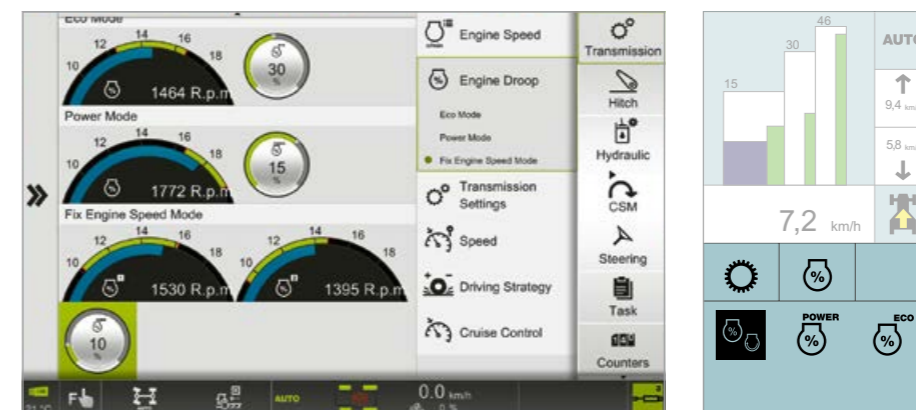 Eco Mode
10 12 14 16 18
1464 R.p.m
30
%
Power Mode
10 12 14 16 18
1772 R.p.m
15
%
Fix Engine Speed Mode
10 12 14 16 18
1530 R.p.m
10 12 14 16 18
1395 R.p.m
10
%
Engine Speed
Engine Droop
Eco Mode
Power Mode
Fix Engine Speed Mode
Transmission
Settings
Speed
Driving Strategy
Cruise Control
Transmission
Hitch
Hydraulic
CSM
Steering
Task
Counters
F
AUTO
0.0 km/h
0 %
15
30
46
AUTO
9,4 km/h
5,8
7,2 km/h
%
%
POWER
%
ECO
%